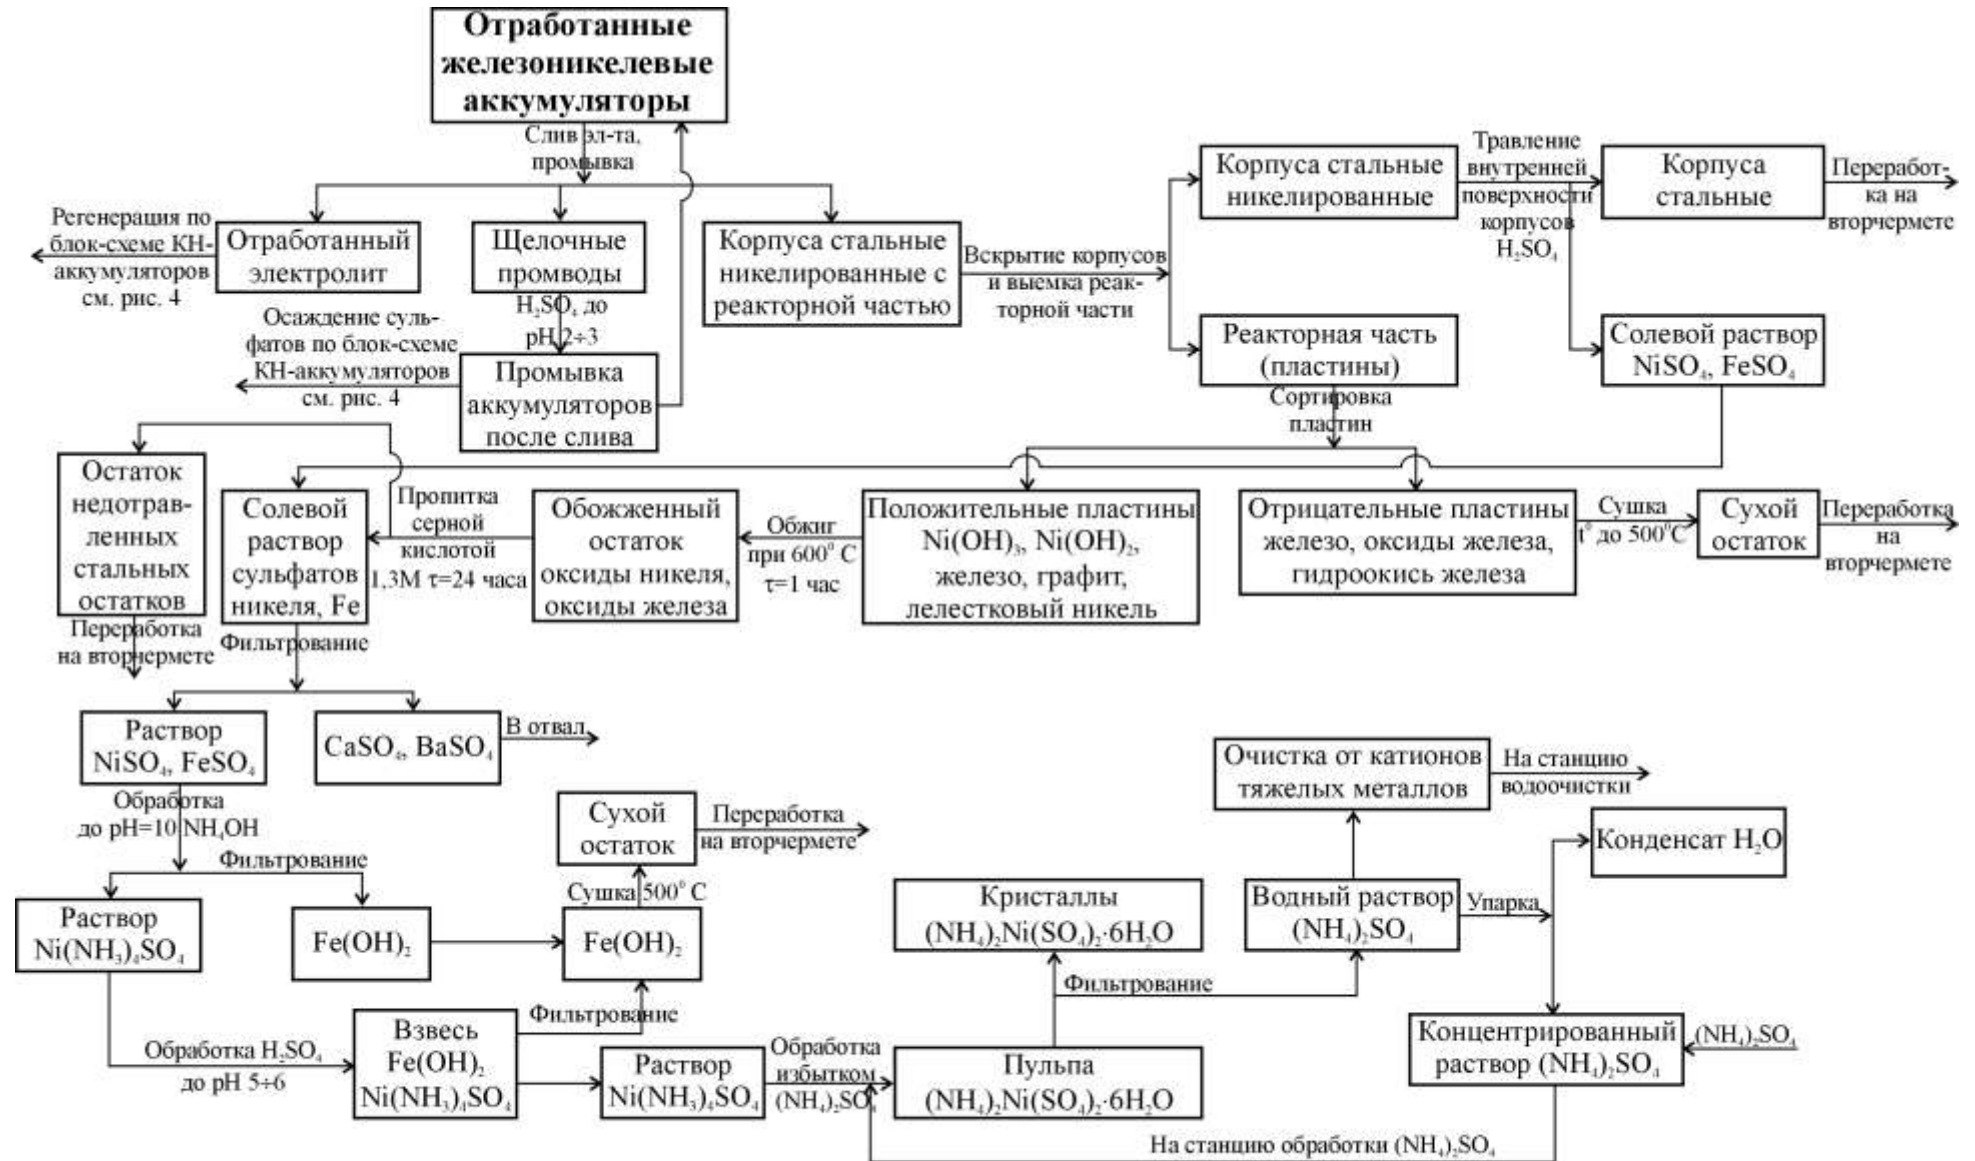 Отработанные
железоникелевые
аккумуляторы
Слив эл-та,
промывка
Регенерация по
блок-схеме КН-
аккумуляторов
см. рис. 4
Отработанный
электролит
Щелочные
промводы
Корпуса стальные
никелированные с
реакторной частью
Вскрытие корпусов
и выемка реак-
торной части
Корпуса стальные
никелированные
Травление
внутренней
поверхности
корпусов
H₂SO₄
Корпуса
стальные
Переработ-
ка на
вторчермете
H₂SO₄ до
pH 2÷3
Осаждение суль-
фатов по блок-схеме
КН-аккумуляторов
см. рис. 4
Промывка
аккумуляторов
после слива
Реакторная часть
(пластины)
Солевой раствор
NiSO₄, FeSO₄
Сортировка
пластин
Остаток
недотрав-
ленных
стальных
остатков
Солевой
раствор
сульфатов
никеля, Fe
Пропитка
серной
кислотой
1,3М τ=24 часа
Обожженный
остаток
оксиды никеля,
оксиды железа
Обжиг
при 600⁰ С
τ=1 час
Положительные пластины
Ni(OH)₃, Ni(OH)₂,
железо, графит,
лелестковый никель
Отрицательные пластины
железо, оксиды железа,
гидроокись железа
Сушка
t⁰ до 500⁰С
Сухой
остаток
Переработка
на
вторчермете
Переработка
на вторчермете
Фильтрование
Раствор
NiSO₄, FeSO₄
CaSO₄, BaSO₄
В отвал
Обработка
до pH=10 NH₄OH
Фильтрование
Сухой
остаток
Переработка
на вторчермете
Сушка 500⁰ С
Очистка от катионов
тяжелых металлов
На станцию
водоочистки
Конденсат H₂O
Раствор
Ni(NH₃)₄SO₄
Fe(OH)₂
Fe(OH)₂
Кристаллы
(NH₄)₂Ni(SO₄)₂·6H₂O
Водный раствор
(NH₄)₂SO₄
Упарка
Фильтрование
Фильтрование
Обработка H₂SO₄
до pH 5÷6
Взвесь
Fe(OH)₂
Ni(NH₃)₄SO₄
Раствор
Ni(NH₃)₄SO₄
Обработка
избытком
(NH₄)₂SO₄
Пульпа
(NH₄)₂Ni(SO₄)₂·6H₂O
Концентрированный
раствор (NH₄)₂SO₄
(NH₄)₂SO₄
На станцию обработки (NH₄)₂SO₄